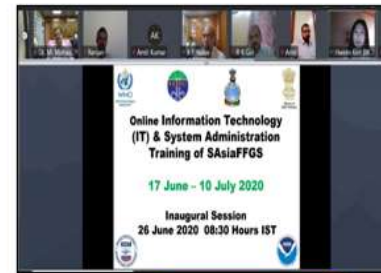 Ranjan
AK
Amit Kumar
Online Information Technology
(IT) & System Administration
Training of SAsiaFFGS
17 June – 10 July 2020
Inaugural Session
26 June 2020 08:30 Hours IST